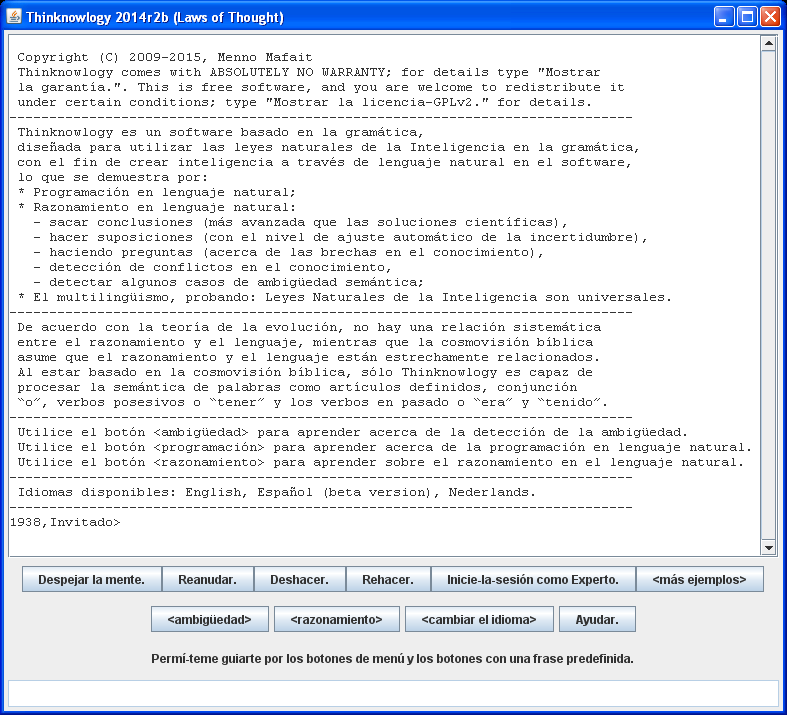 Thinknowlogy 2014r2b (Laws of Thought)
Copyright (C) 2009-2015, Menno Mafait
Thinknowlogy comes with ABSOLUTELY NO WARRANTY; for details type "Mostrar
la garantía.". This is free software, and you are welcome to redistribute it
under certain conditions; type "Mostrar la licencia-GPLv2." for details.
Thinknowlogy es un software basado en la gramática,
diseñada para utilizar las leyes naturales de la Inteligencia en la gramática,
con el fin de crear inteligencia a través de lenguaje natural en el software,
lo que se demuestra por:
* Programación en lenguaje natural;
* Razonamiento en lenguaje natural:
- sacar conclusiones (más avanzada que las soluciones científicas),
- hacer suposiciones (con el nivel de ajuste automático de la incertidumbre),
- haciendo preguntas (acerca de las brechas en el conocimiento),
- detección de conflictos en el conocimiento,
- detectar algunos casos de ambigüedad semántica;
* El multilingüismo, probando: Leyes Naturales de la Inteligencia son universales.
De acuerdo con la teoría de la evolución, no hay una relación sistemática
entre el razonamiento y el lenguaje, mientras que la cosmovisión bíblica
asume que el razonamiento y el lenguaje están estrechamente relacionados.
Al estar basado en la cosmovisión bíblica, sólo Thinknowlogy es capaz de
procesar la semántica de palabras como artículos definidos, conjunción
“o”, verbos posesivos o “tener” y los verbos en pasado o “era” y “tenido”.
Utilice el botón <ambigüedad> para aprender acerca de la detección de la ambigüedad.
Utilice el botón <programación> para aprender acerca de la programación en lenguaje natural.
Utilice el botón <razonamiento> para aprender sobre el razonamiento en el lenguaje natural.
Idiomas disponibles: English, Español (beta version), Nederlands.
1938,Invitado>
Despejar la mente. Reanudar. Deshacer. Rehacer. Inicie-la-sesión como Experto. <más ejemplos>
<ambigüedad> <razonamiento> <cambiar el idioma> Ayudar.
Permí-teme guiarte por los botones de menú y los botones con una frase predefinida.